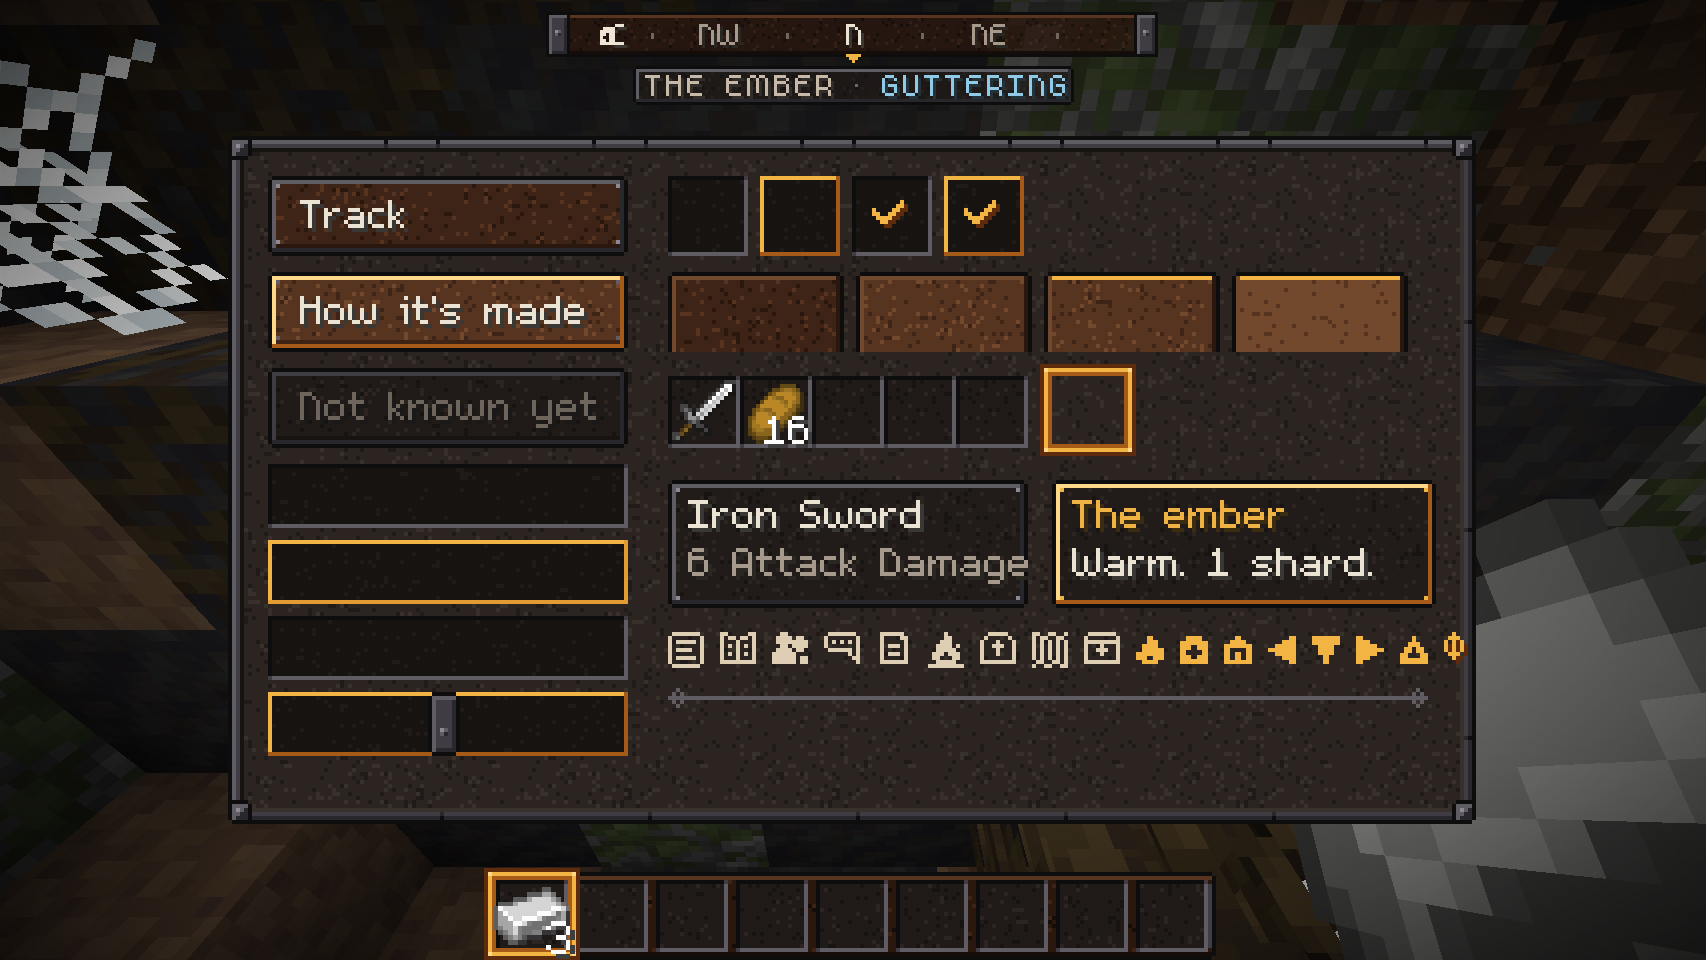 NW · N · NE
THE EMBER · GUTTERING
Track
How it's made
Not known yet
16
Iron Sword
6 Attack Damage
The ember
Warm. 1 shard.
3